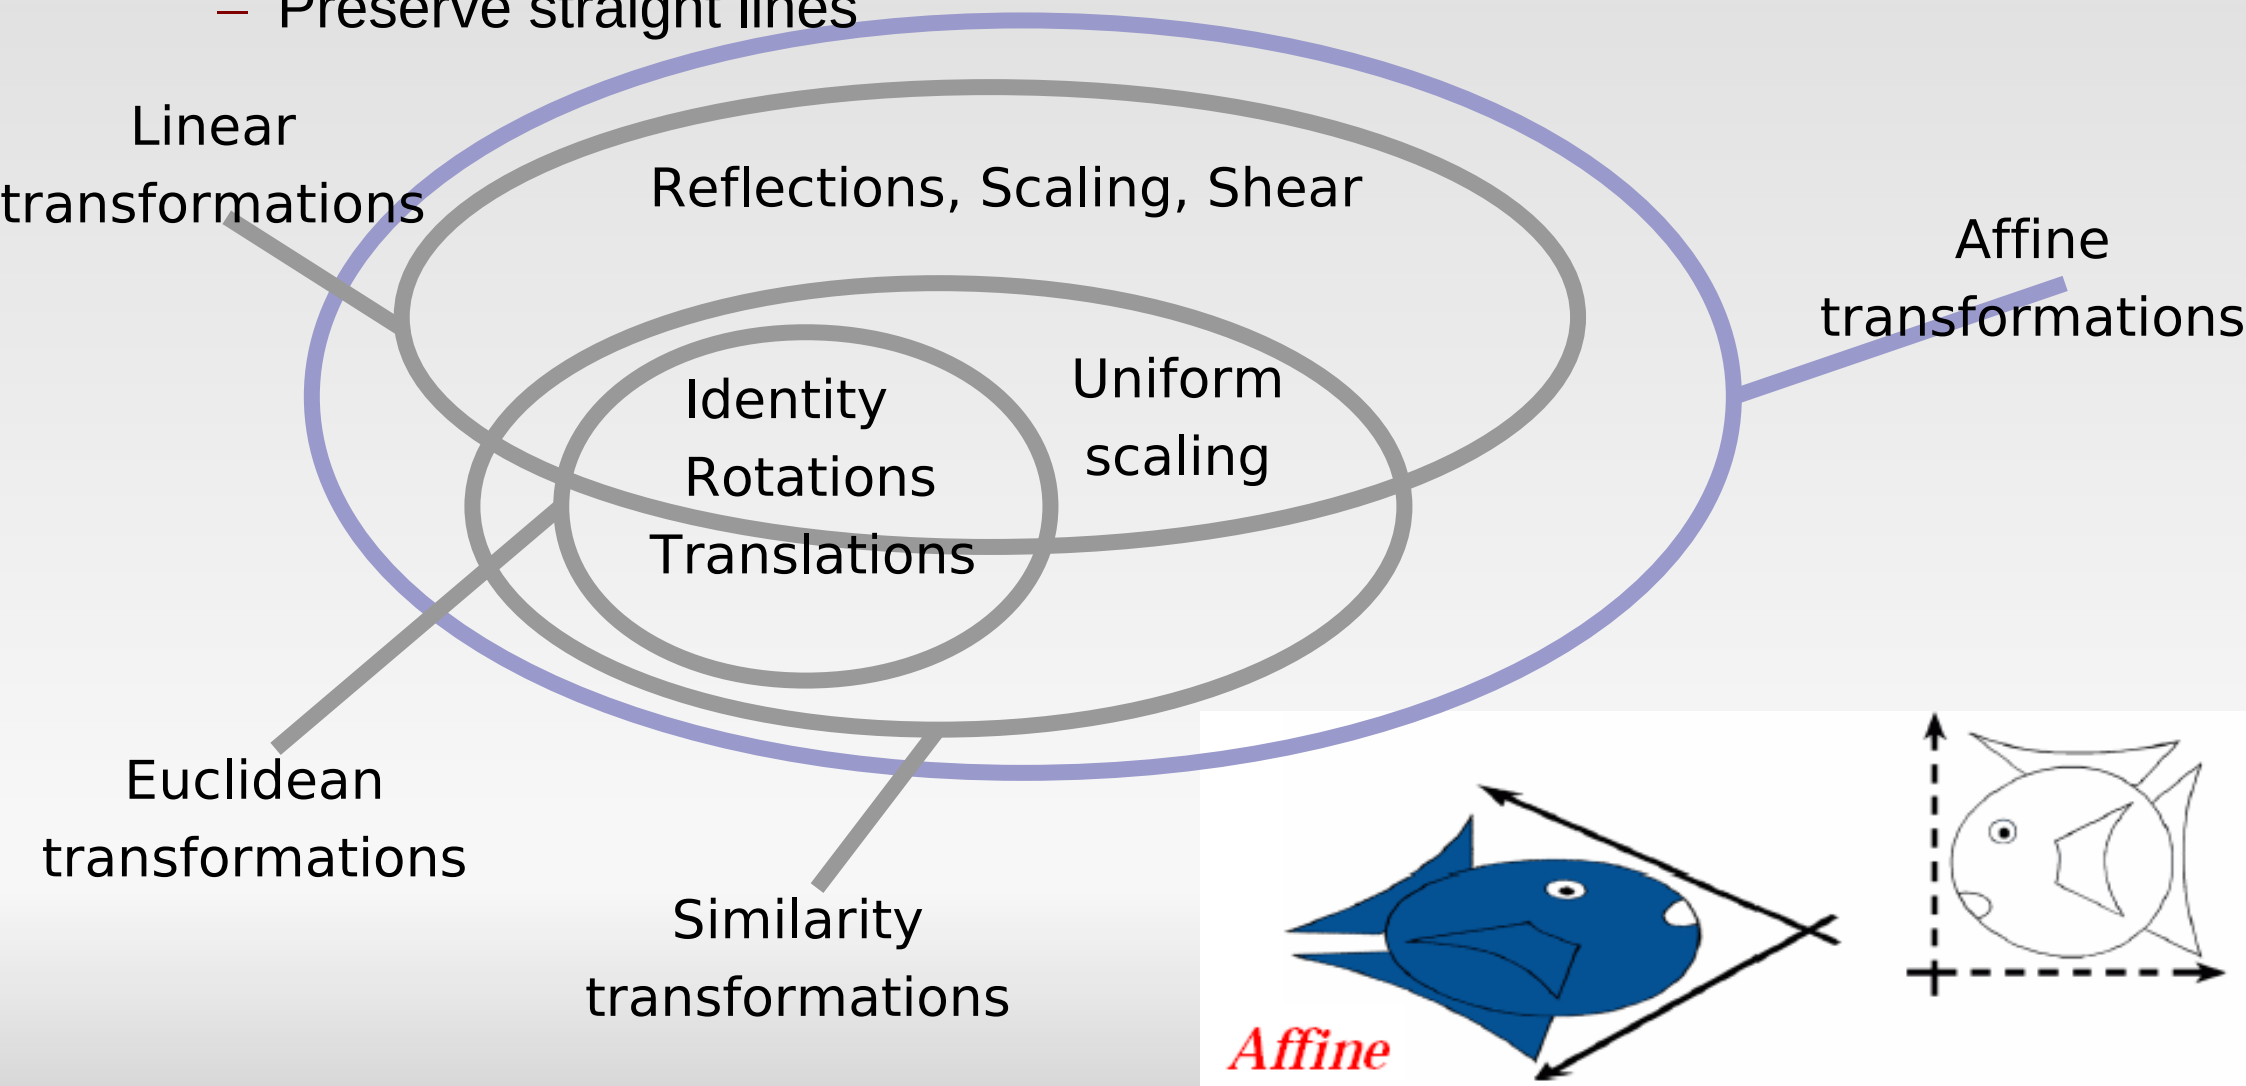 – Preserve straight lines
Linear
transformations
Reflections, Scaling, Shear
Affine
transformations
Uniform
scaling
Identity
Rotations
Translations
Euclidean
transformations
Similarity
transformations
Affine